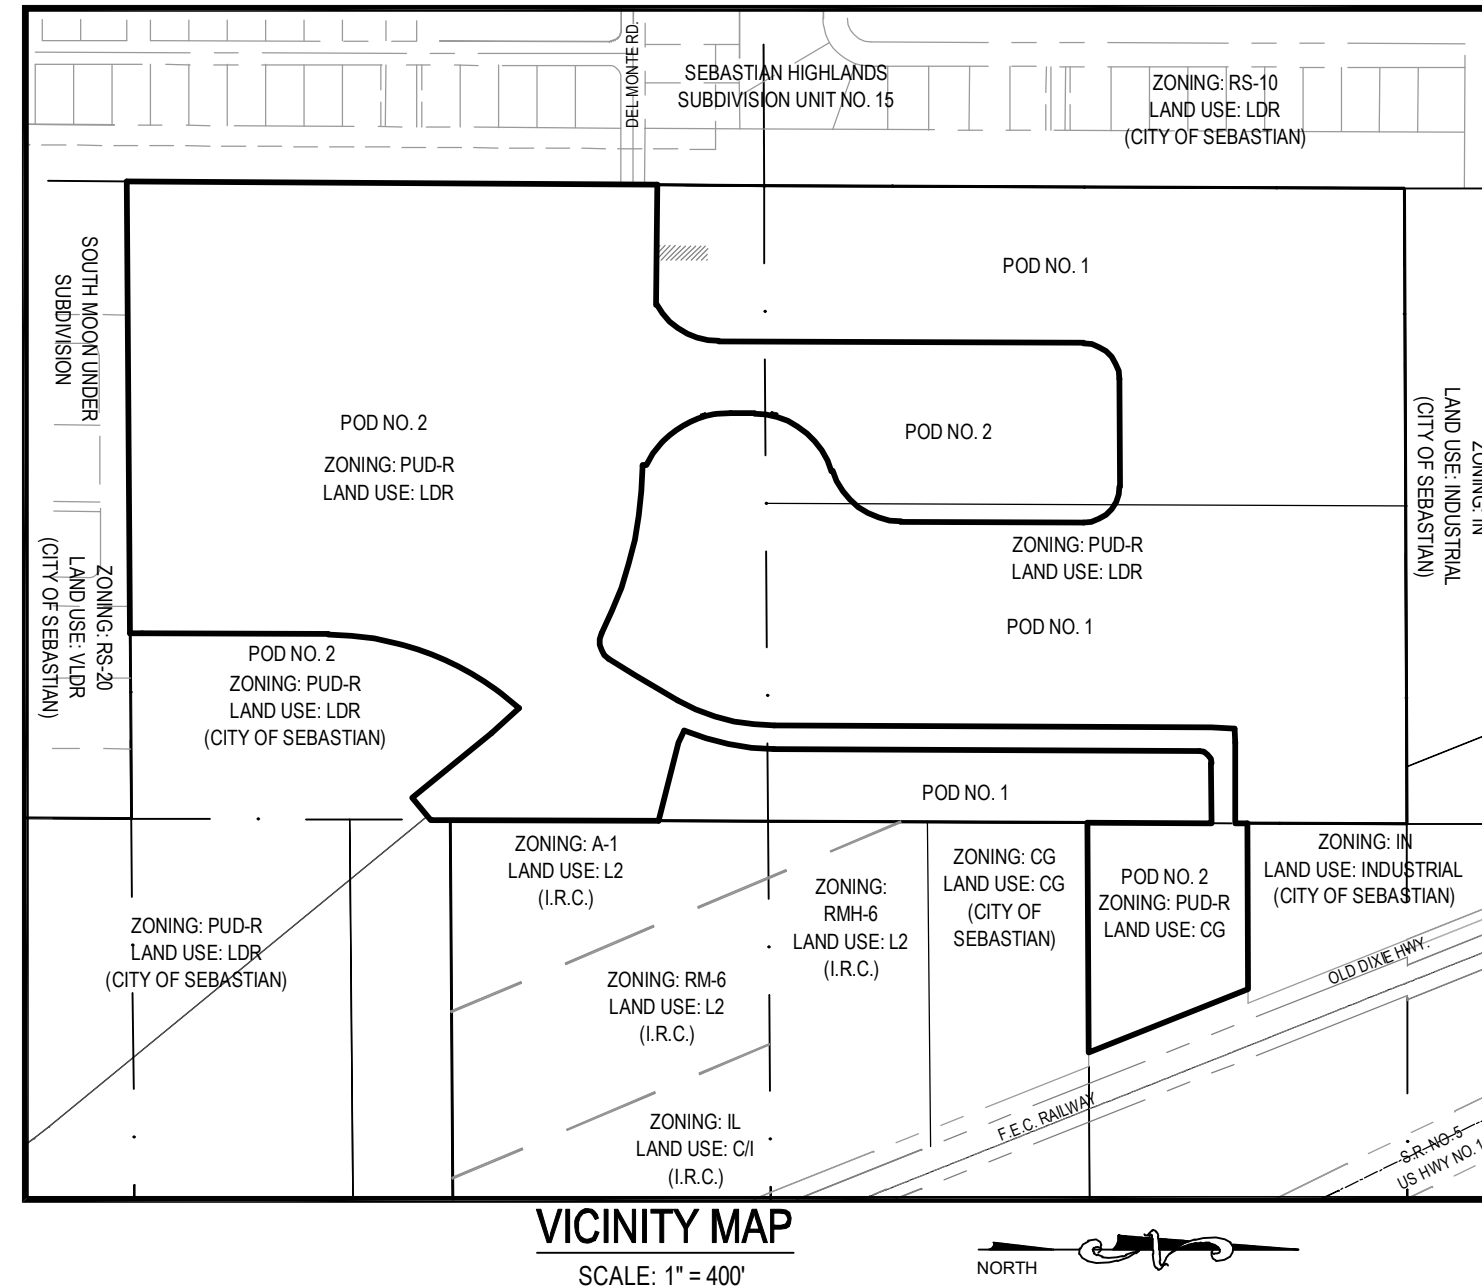 DEL MONTE RD.
SEBASTIAN HIGHLANDS
SUBDIVISION UNIT NO. 15
ZONING: RS-10
LAND USE: LDR
(CITY OF SEBASTIAN)
SOUTH MOON UNDER
SUBDIVISION
POD NO. 1
POD NO. 2
ZONING: PUD-R
LAND USE: LDR
POD NO. 2
ZONING: IN
LAND USE: INDUSTRIAL
(CITY OF SEBASTIAN)
ZONING: PUD-R
LAND USE: LDR
POD NO. 1
ZONING: RS-20
LAND USE: VLDR
(CITY OF SEBASTIAN)
POD NO. 2
ZONING: PUD-R
LAND USE: LDR
(CITY OF SEBASTIAN)
POD NO. 1
ZONING: A-1
LAND USE: L2
(I.R.C.)
ZONING:
RMH-6
LAND USE: L2
(I.R.C.)
ZONING: CG
LAND USE: CG
(CITY OF
SEBASTIAN)
POD NO. 2
ZONING: PUD-R
LAND USE: CG
ZONING: IN
LAND USE: INDUSTRIAL
(CITY OF SEBASTIAN)
ZONING: PUD-R
LAND USE: LDR
(CITY OF SEBASTIAN)
ZONING: RM-6
LAND USE: L2
(I.R.C.)
OLD DIXIE HWY.
F.E.C. RAILWAY
ZONING: IL
LAND USE: C/I
(I.R.C.)
S.R. NO. 5
US HWY NO. 1
VICINITY MAP
SCALE: 1" = 400'
NORTH